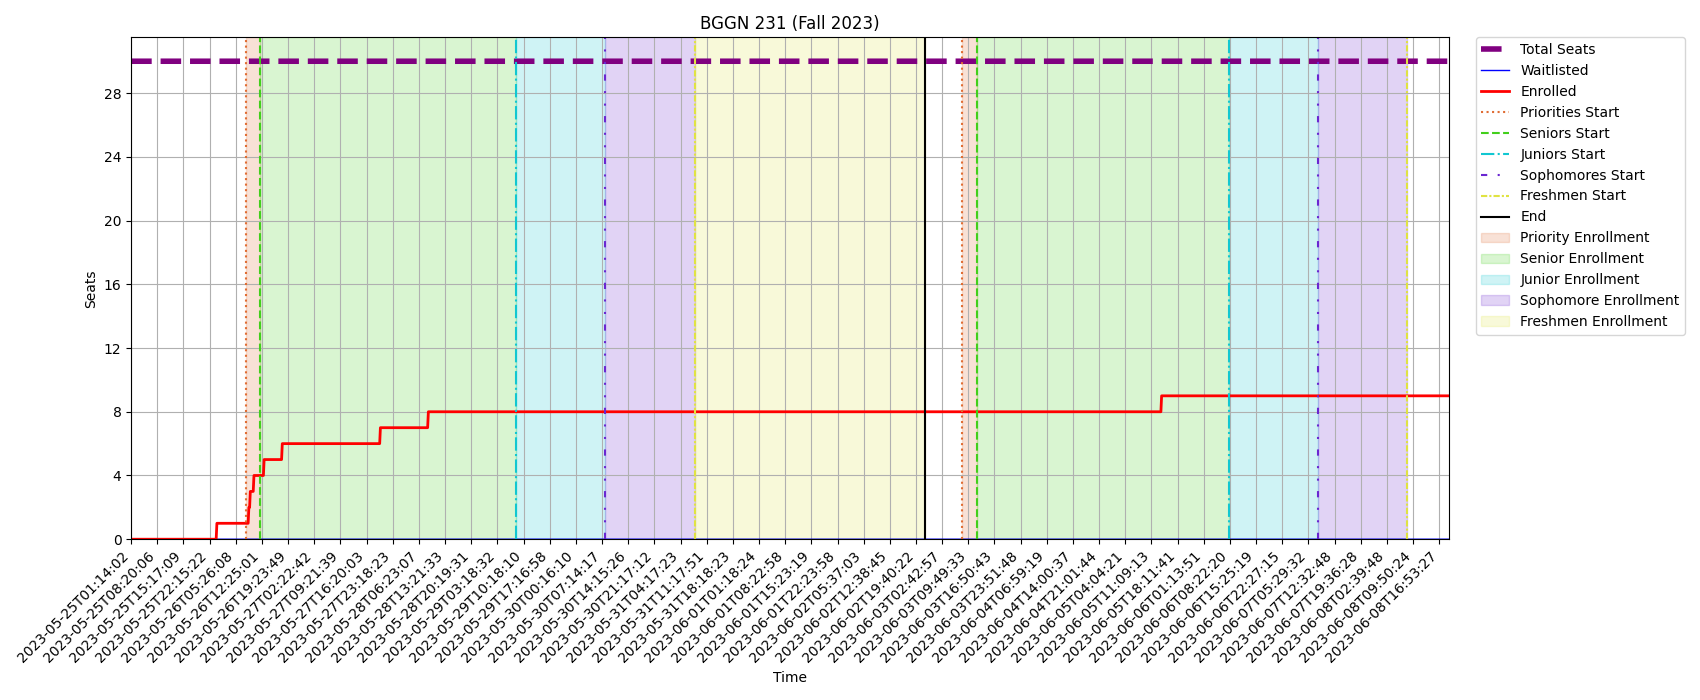 BGGN 231 (Fall 2023)
Seats
28
24
20
16
12
8
4
0
2023-05-25T01:14:02
2023-05-25T08:20:06
2023-05-25T15:17:09
2023-05-25T22:15:22
2023-05-26T05:26:08
2023-05-26T12:25:01
2023-05-26T19:23:49
2023-05-27T02:22:42
2023-05-27T09:21:39
2023-05-27T16:20:03
2023-05-27T23:18:23
2023-05-28T06:23:07
2023-05-28T13:21:33
2023-05-28T20:19:31
2023-05-29T03:18:32
2023-05-29T10:18:10
2023-05-29T17:16:58
2023-05-30T00:16:10
2023-05-30T07:14:17
2023-05-30T14:15:26
2023-05-30T21:17:12
2023-05-31T04:17:23
2023-05-31T11:17:51
2023-05-31T18:18:23
2023-06-01T01:18:24
2023-06-01T08:22:58
2023-06-01T15:23:19
2023-06-01T22:23:58
2023-06-02T05:37:03
2023-06-02T12:38:45
2023-06-02T19:40:22
2023-06-03T02:42:57
2023-06-03T09:49:33
2023-06-03T16:50:43
2023-06-03T23:51:48
2023-06-04T06:59:19
2023-06-04T14:00:37
2023-06-04T21:01:44
2023-06-05T04:04:21
2023-06-05T11:09:13
2023-06-05T18:11:41
2023-06-06T01:13:51
2023-06-06T08:22:20
2023-06-06T15:25:19
2023-06-06T22:27:15
2023-06-07T05:29:32
2023-06-07T12:32:48
2023-06-07T19:36:28
2023-06-08T02:39:48
2023-06-08T09:50:24
2023-06-08T16:53:27
Time
Total Seats
Waitlisted
Enrolled
Priorities Start
Seniors Start
Juniors Start
Sophomores Start
Freshmen Start
End
Priority Enrollment
Senior Enrollment
Junior Enrollment
Sophomore Enrollment
Freshmen Enrollment